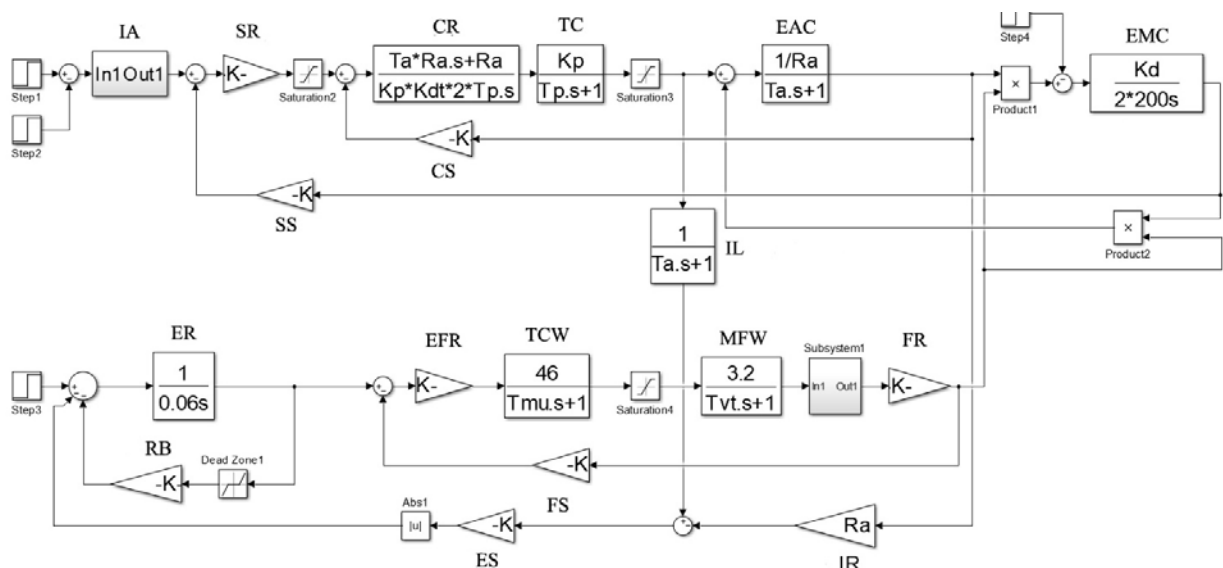 IA
SR
CR
TC
EAC
Step4
EMC
Step1
In1Out1
K-
Saturation2
Ta*Ra.s+Ra
Kp*Kdt*2*Tp.s
Kp
Tp.s+1
Saturation3
1/Ra
Ta.s+1
×
Product1
Kd
2*200s
Step2
-K
CS
-K
SS
1
Ta.s+1
IL
×
Product2
ER
EFR
TCW
MFW
Subsystem1
FR
Step3
1
0.06s
K-
46
Tmu.s+1
Saturation4
3.2
Tvt.s+1
In1 Out1
K-
RB
Dead Zone1
-K-
-K
FS
Abs1
|u|
-K
ES
Ra
IR